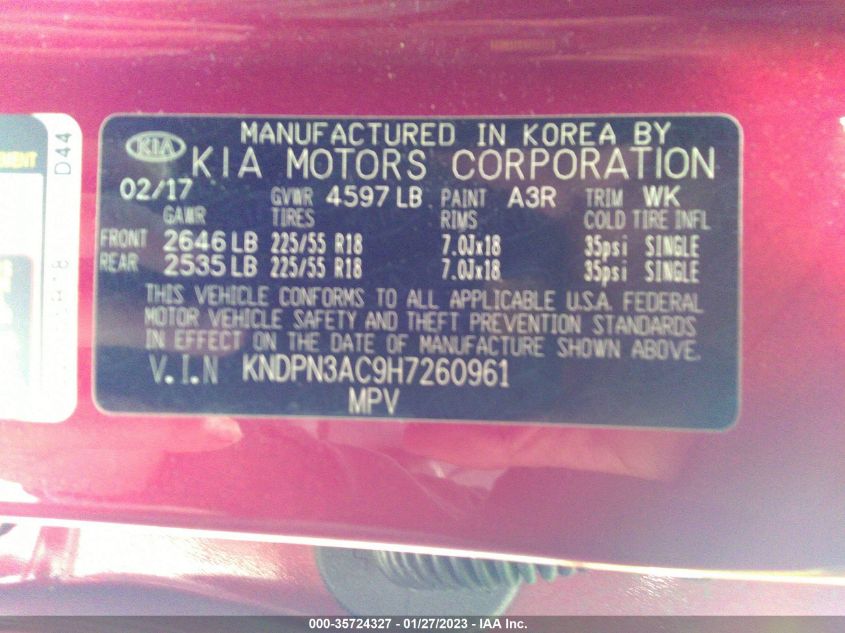 MENT
D44
KIA
MANUFACTURED IN KOREA BY
KIA MOTORS CORPORATION
02/17 GVWR 4597 LB PAINT A3R TRIM WK
GAWR TIRES RIMS COLD TIRE INFL
FRONT 2646 LB 225/55 R18 7.0Jx18 35psi SINGLE
REAR 2535 LB 225/55 R18 7.0Jx18 35psi SINGLE
THIS VEHICLE CONFORMS TO ALL APPLICABLE U.S.A. FEDERAL
MOTOR VEHICLE SAFETY AND THEFT PREVENTION STANDARDS
IN EFFECT ON THE DATE OF MANUFACTURE SHOWN ABOVE.
V.I.N KNDPN3AC9H7260961
MPV
000-35724327 - 01/27/2023 - IAA Inc.